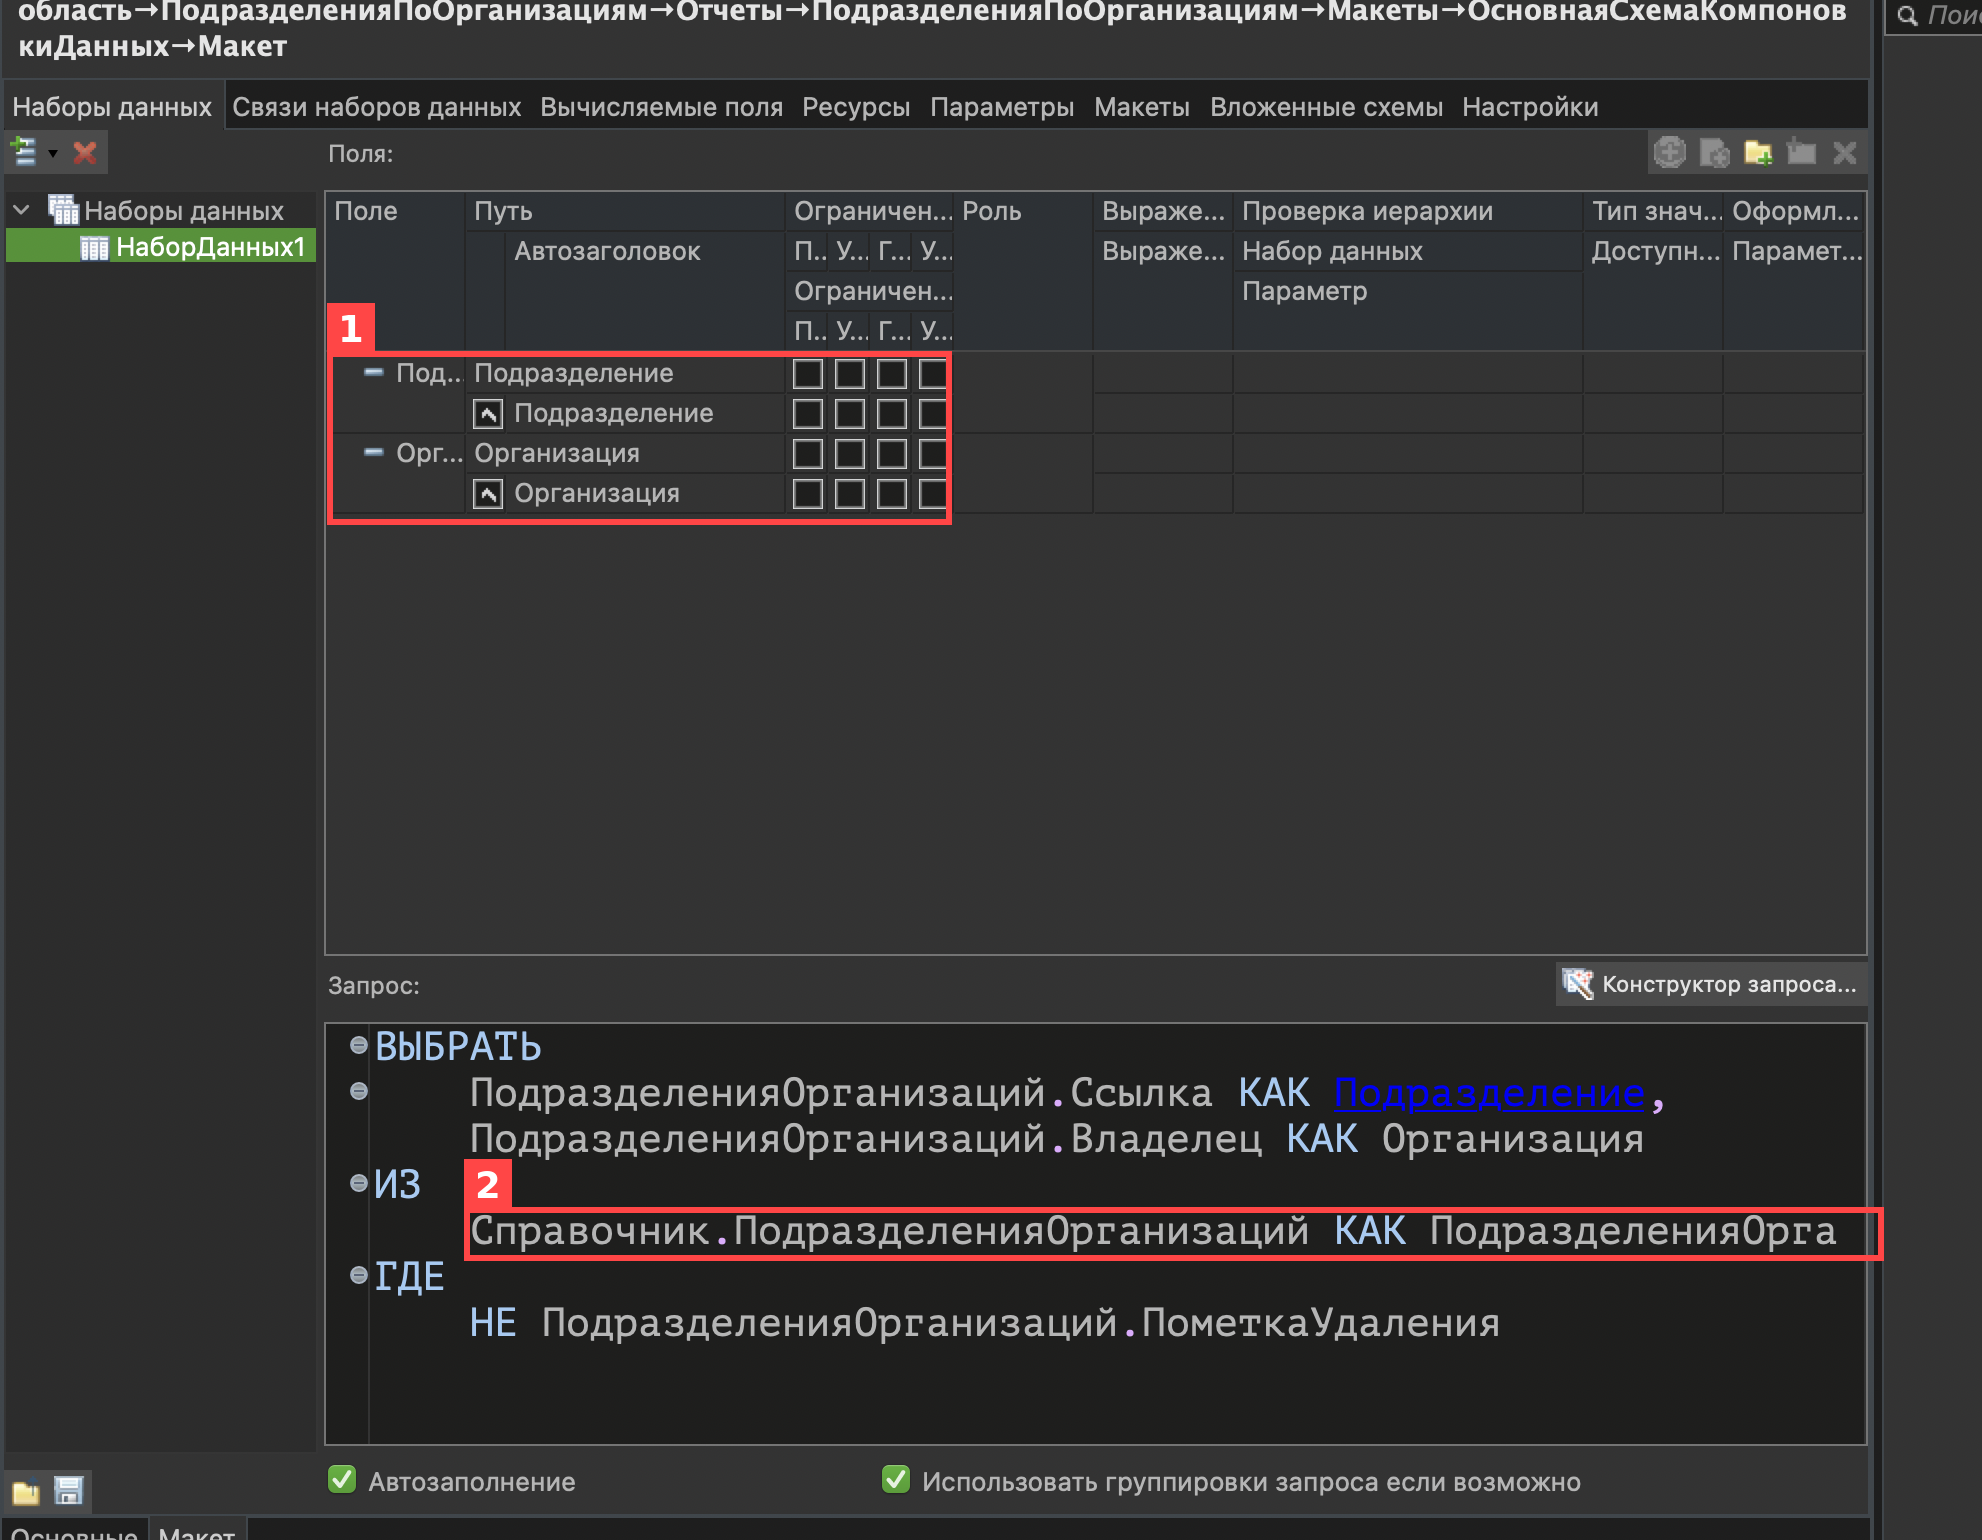 область→ПодразделенияПоОрганизациям→Отчеты→ПодразделенияПоОрганизациям→Макеты→ОсновнаяСхемаКомпонов
киДанных→Макет
Пои
Наборы данных Связи наборов данных Вычисляемые поля Ресурсы Параметры Макеты Вложенные схемы Настройки
Поля:
Наборы данных
НаборДанных1
Поле Путь Ограничен... Роль Выраже... Проверка иерархии Тип знач... Оформл...
Автозаголовок П.. У... Г... У... Выраже... Набор данных Доступн... Парамет...
Ограничен... Параметр
П.. У... Г... У...
1
Под... Подразделение
Подразделение
Орг... Организация
Организация
Запрос:
Конструктор запроса...
ВЫБРАТЬ
ПодразделенияОрганизаций.Ссылка КАК Подразделение,
ПодразделенияОрганизаций.Владелец КАК Организация
ИЗ
2
Справочник.ПодразделенияОрганизаций КАК ПодразделенияОрга
ГДЕ
НЕ ПодразделенияОрганизаций.ПометкаУдаления
Автозаполнение
Использовать группировки запроса если возможно
Основные Макет